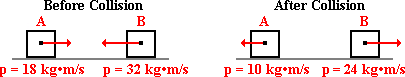 Before Collision After Collision
A B A B
p = 18 kg•m/s p = 32 kg•m/s p = 10 kg•m/s p = 24 kg•m/s